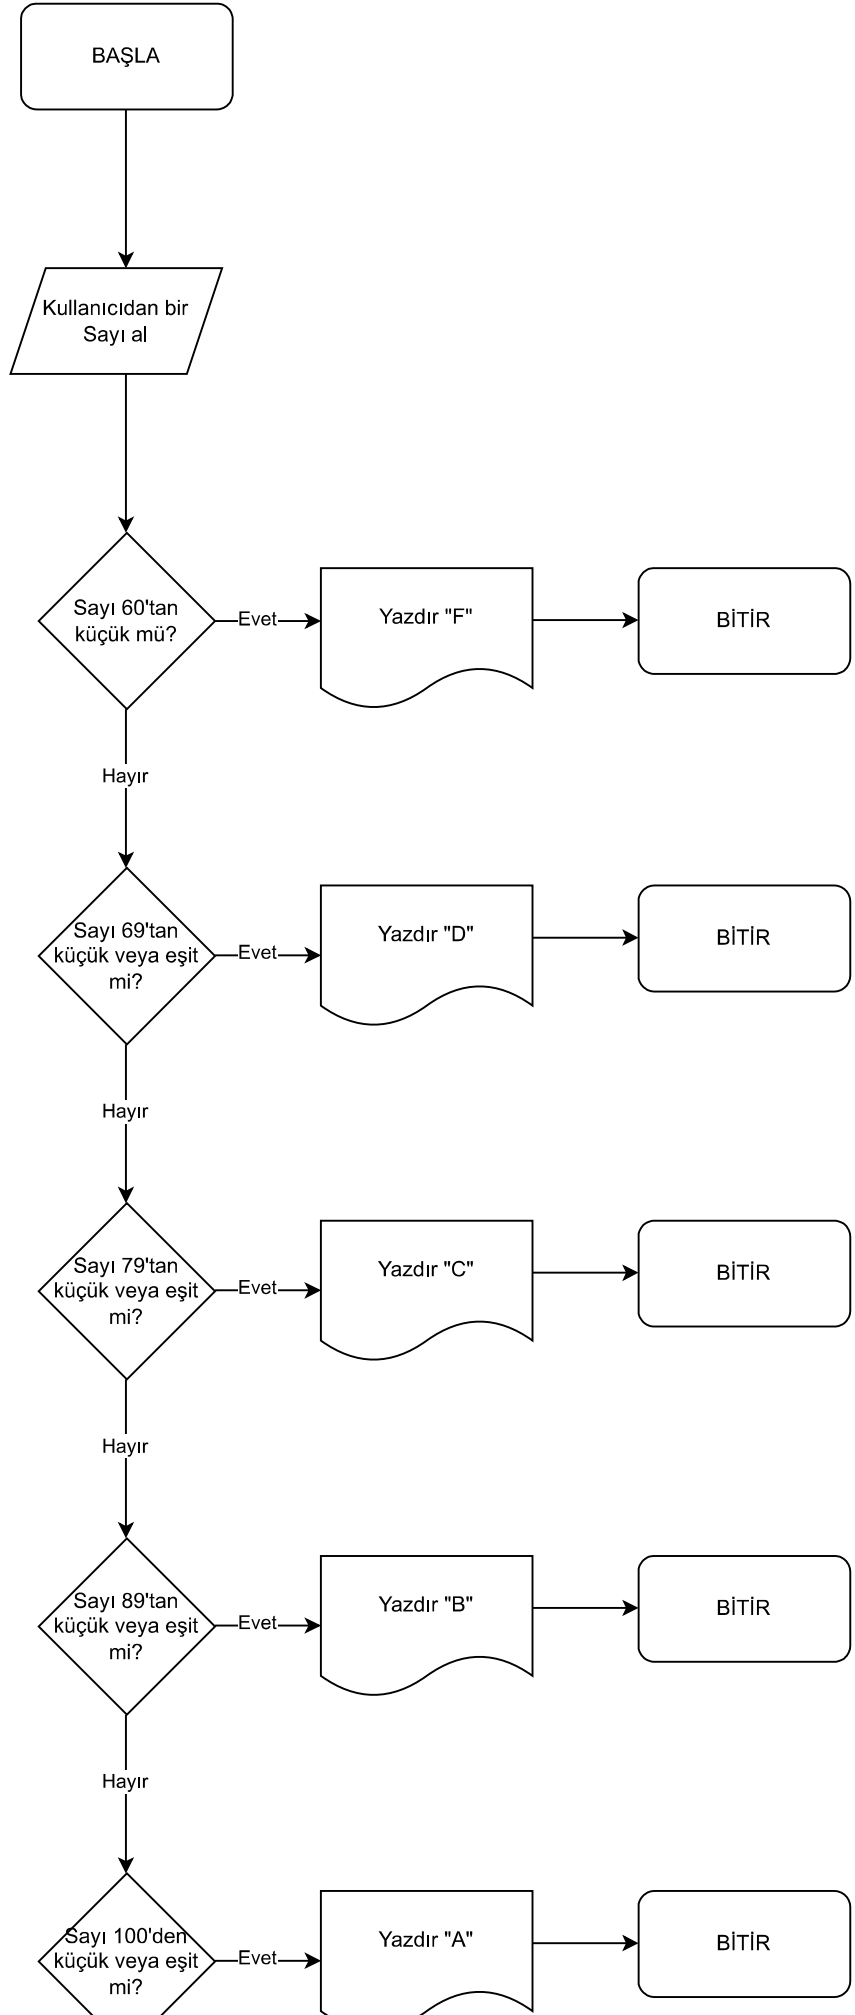 BAŞLA
Kullanıcıdan bir
Sayı al
Sayı 60'tan
küçük mü?
Evet
Yazdır "F"
BİTİR
Hayır
Sayı 69'tan
küçük veya eşit
mi?
Evet
Yazdır "D"
BİTİR
Hayır
Sayı 79'tan
küçük veya eşit
mi?
Evet
Yazdır "C"
BİTİR
Hayır
Sayı 89'tan
küçük veya eşit
mi?
Evet
Yazdır "B"
BİTİR
Hayır
Sayı 100'den
küçük veya eşit
mi?
Evet
Yazdır "A"
BİTİR